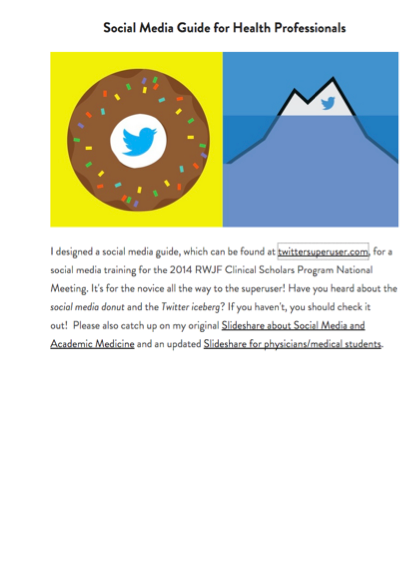 Social Media Guide for Health Professionals
I designed a social media guide, which can be found at twittersuperuser.com, for a
social media training for the 2014 RWJF Clinical Scholars Program National
Meeting. It's for the novice all the way to the superuser! Have you heard about the
social media donut and the Twitter iceberg? If you haven't, you should check it
out! Please also catch up on my original Slideshare about Social Media and
Academic Medicine and an updated Slideshare for physicians/medical students.